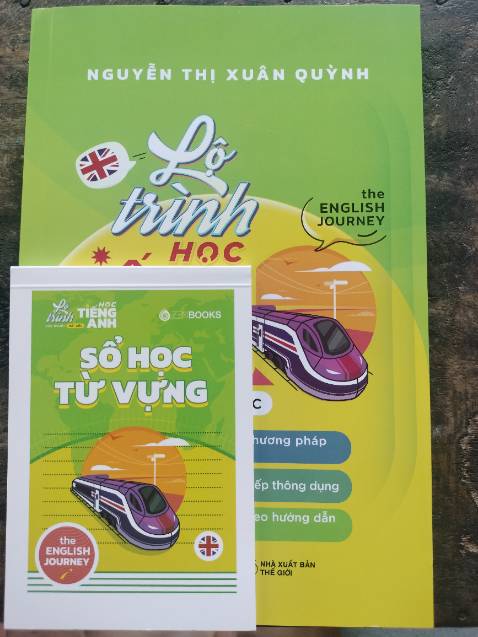 NGUYỄN THỊ XUÂN QUỲNH
Lộ
trình
HỌC
the
ENGLISH
JOURNEY
hương pháp
ếp thông dụng
eo hướng dẫn
NHÀ XUẤT BẢN
THẾ GIỚI
Lộ
trình
HỌC
TIẾNG
ANH
ZENBOOKS
SỔ HỌC
TỪ VỰNG
the
ENGLISH
JOURNEY